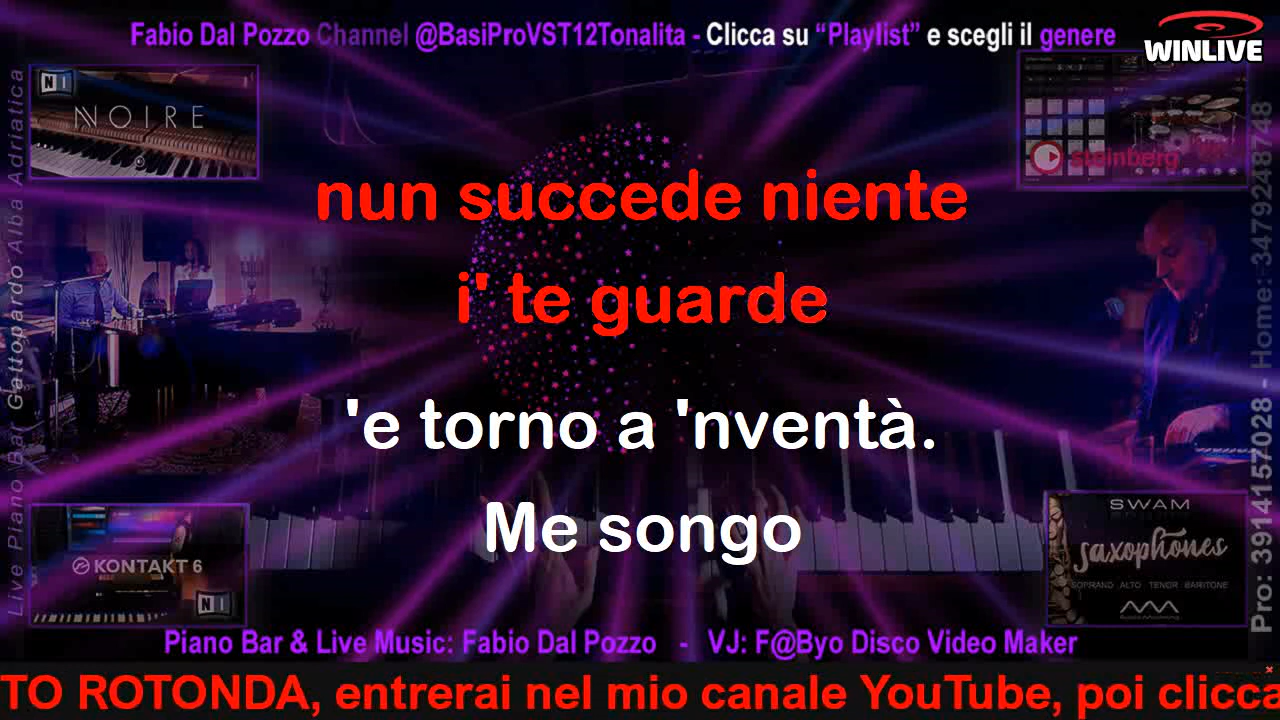 Fabio Dal Pozzo Channel @BasiProVST12Tonalita - Clicca su “Playlist” e scegli il genere
WINLIVE
NI
NOIRE
steinberg
Live Piano Bar Gattopardo Alba Adriatica
Pro: 3914157028 - Home: 3479248748
nun succede niente
i' te guarde
'e torno a 'nventà.
Me songo
KONTAKT 6
NI
SWAM
saxophones
SOPRANO ALTO TENOR BARITONE
Piano Bar & Live Music: Fabio Dal Pozzo - VJ: F@Byo Disco Video Maker
TO ROTONDA, entrerai nel mio canale YouTube, poi clicca